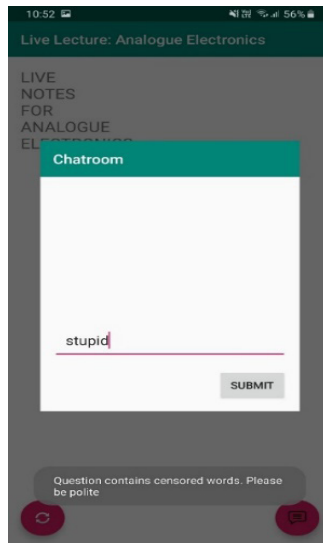 10:52 56%
Live Lecture: Analogue Electronics
LIVE
NOTES
FOR
ANALOGUE
ELECTRONICS
Chatroom
stupid
SUBMIT
Question contains censored words. Please
be polite